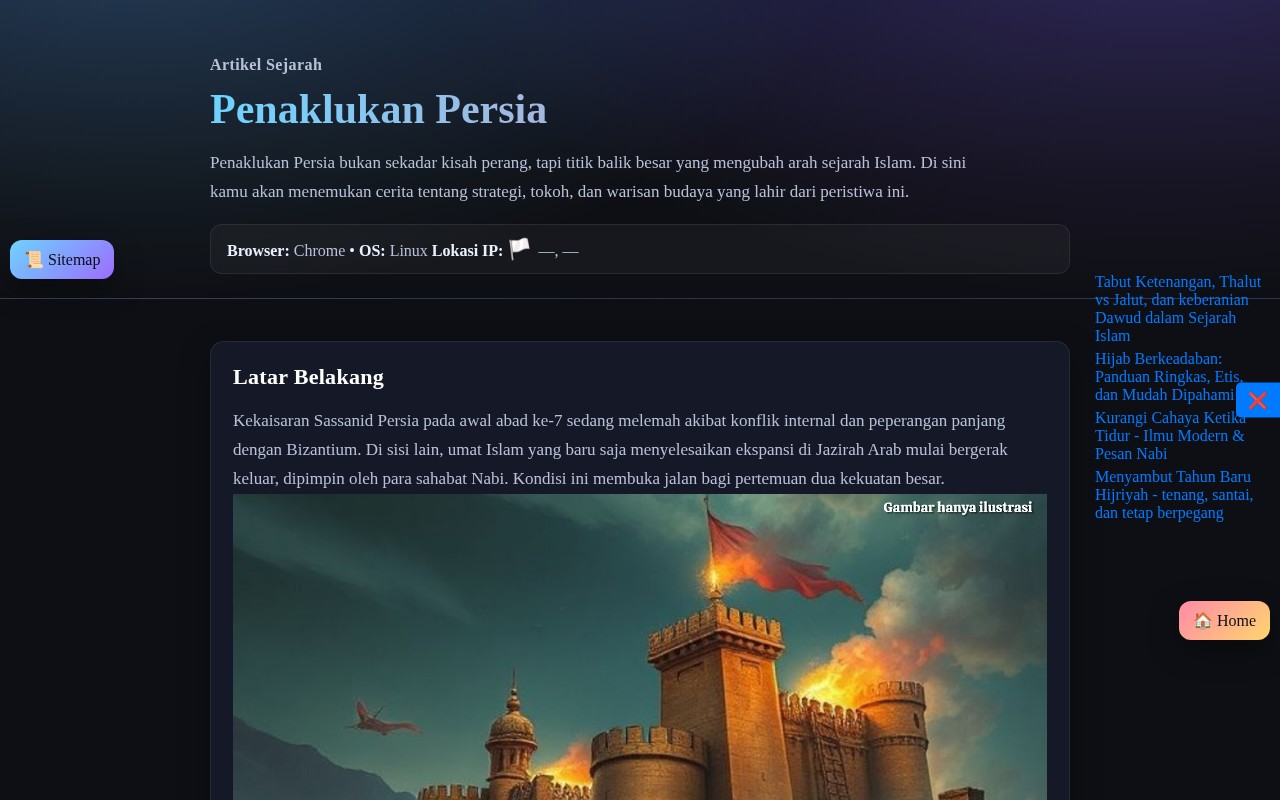 Artikel Sejarah
Penaklukan Persia
Penaklukan Persia bukan sekadar kisah perang, tapi titik balik besar yang mengubah arah sejarah Islam. Di sini
kamu akan menemukan cerita tentang strategi, tokoh, dan warisan budaya yang lahir dari peristiwa ini.
Browser: Chrome • OS: Linux Lokasi IP: 🏳️ —, —
📜 Sitemap
Tabut Ketenangan, Thalut
vs Jalut, dan keberanian
Dawud dalam Sejarah
Islam
Hijab Berkeadaban:
Panduan Ringkas, Etis,
dan Mudah Dipahami
❌
Kurangi Cahaya Ketika
Tidur - Ilmu Modern &
Pesan Nabi
Menyambut Tahun Baru
Hijriyah - tenang, santai,
dan tetap berpegang
🏠 Home
Latar Belakang
Kekaisaran Sassanid Persia pada awal abad ke-7 sedang melemah akibat konflik internal dan peperangan panjang
dengan Bizantium. Di sisi lain, umat Islam yang baru saja menyelesaikan ekspansi di Jazirah Arab mulai bergerak
keluar, dipimpin oleh para sahabat Nabi. Kondisi ini membuka jalan bagi pertemuan dua kekuatan besar.
Gambar hanya ilustrasi